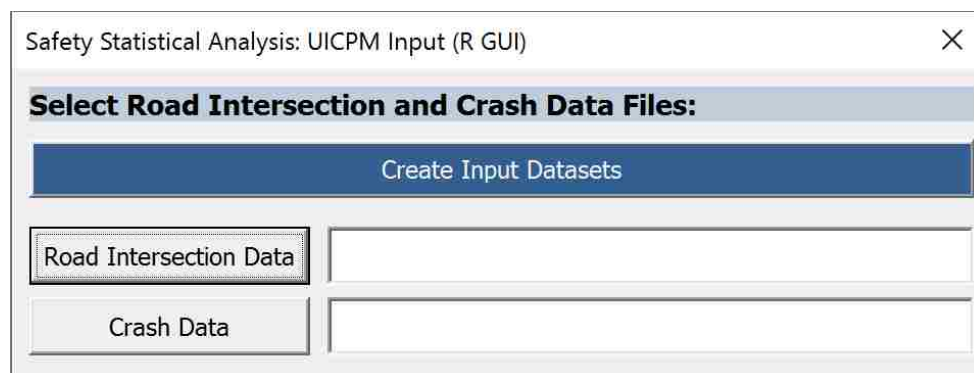 Safety Statistical Analysis: UICPM Input (R GUI)
Select Road Intersection and Crash Data Files:
Create Input Datasets
Road Intersection Data
Crash Data